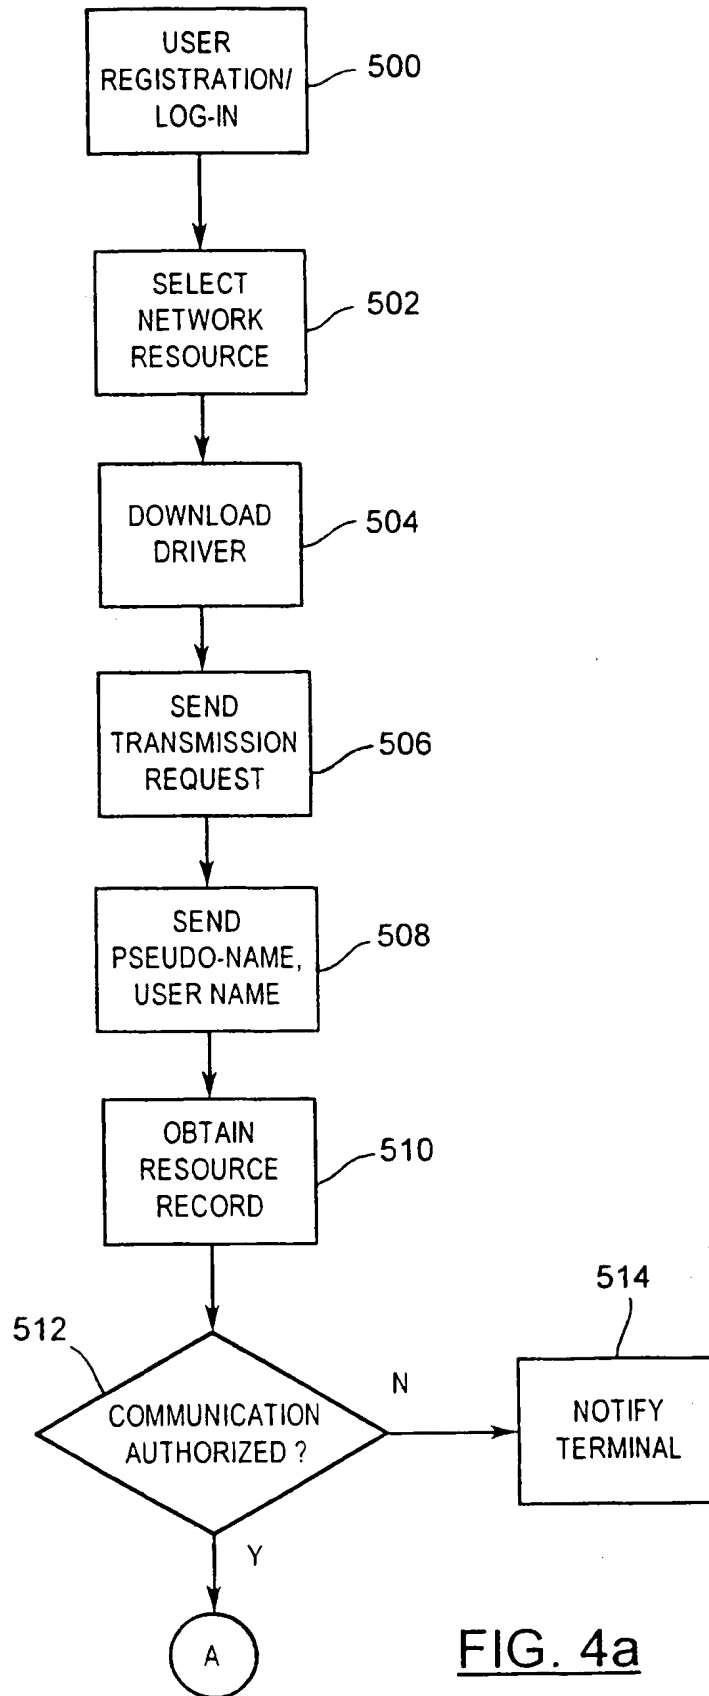 USER
REGISTRATION/
LOG-IN
500
SELECT
NETWORK
RESOURCE
502
DOWNLOAD
DRIVER
504
SEND
TRANSMISSION
REQUEST
506
SEND
PSEUDO-NAME,
USER NAME
508
OBTAIN
RESOURCE
RECORD
510
512
COMMUNICATION
AUTHORIZED ?
N
514
NOTIFY
TERMINAL
Y
A
FIG. 4a